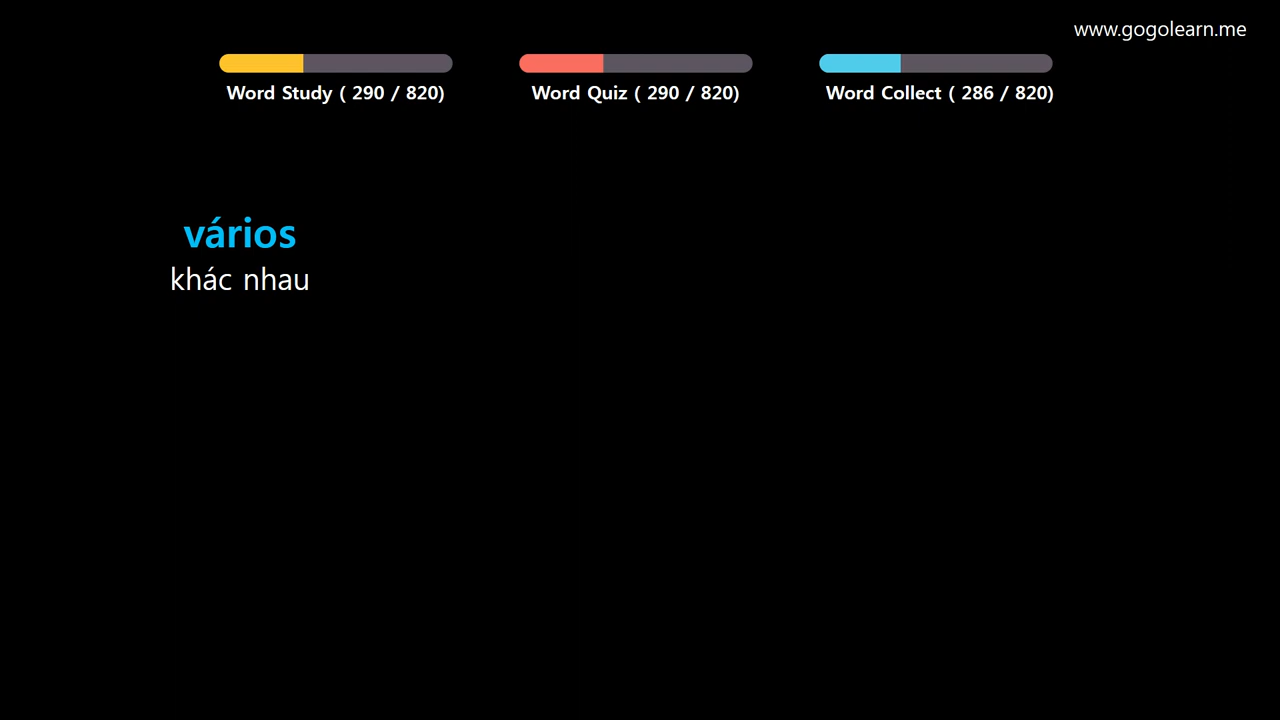 www.gogolearn.me
Word Study ( 290 / 820)
Word Quiz ( 290 / 820)
Word Collect ( 286 / 820)
vários
khác nhau